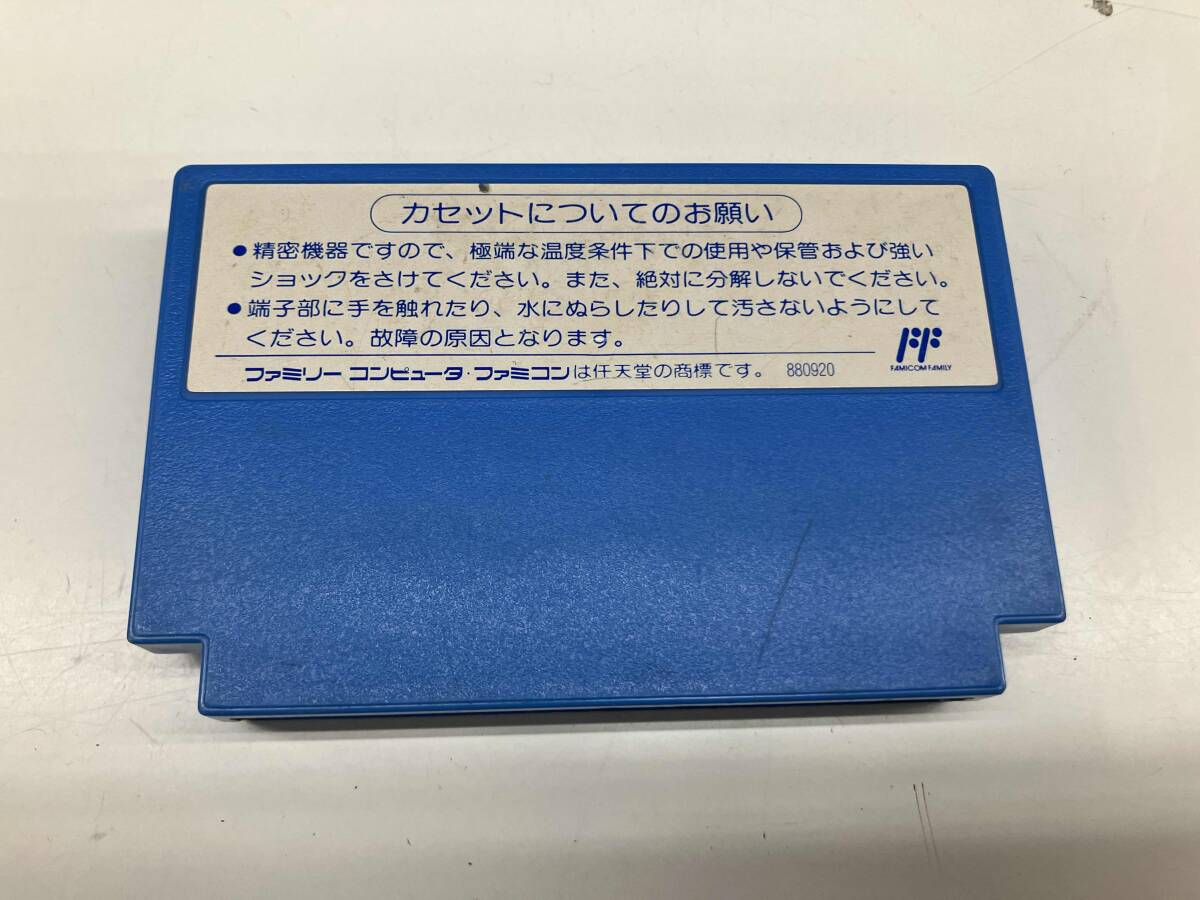 カセットについてのお願い
●精密機器ですので、極端な温度条件下での使用や保管および強い
ショックをさけてください。また、絶対に分解しないでください。
●端子部に手を触れたり、水にぬらしたりして汚さないようにして
ください。故障の原因となります。
FF
FAMICOM FAMILY
ファミリー コンピュータ・ファミコンは任天堂の商標です。 880920